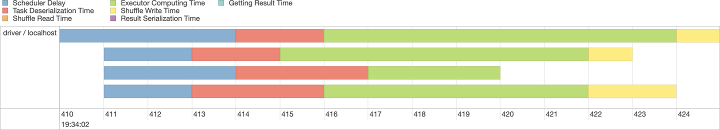 Scheduler Delay Executor Computing Time Getting Result Time
Task Deserialization Time Shuffle Write Time
Shuffle Read Time Result Serialization Time
driver / localhost
410 411 412 413 414 415 416 417 418 419 420 421 422 423 424
19:34:02